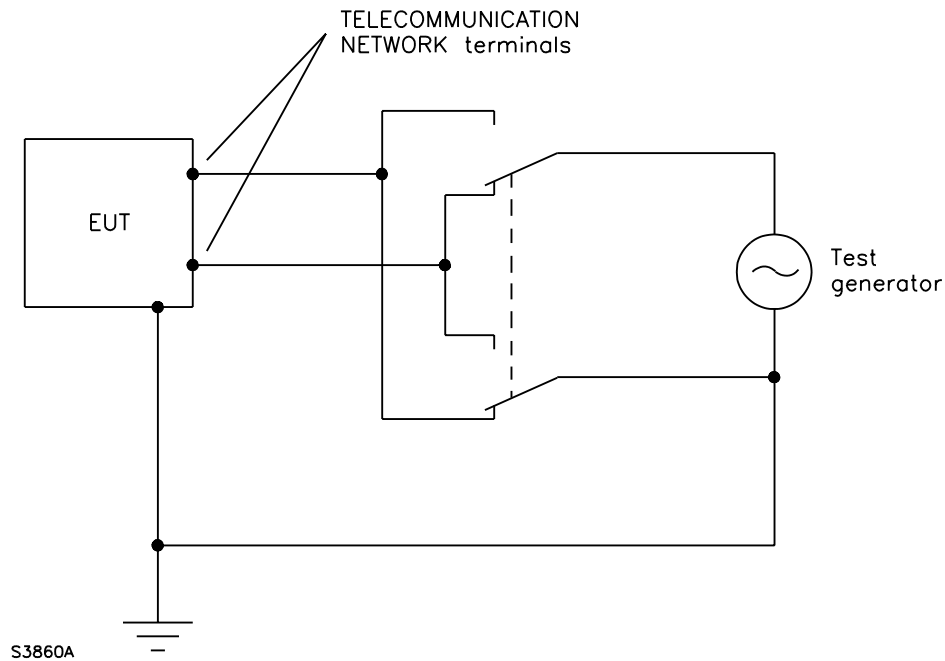 TELECOMMUNICATION
NETWORK terminals
EUT
Test
generator
S3860A